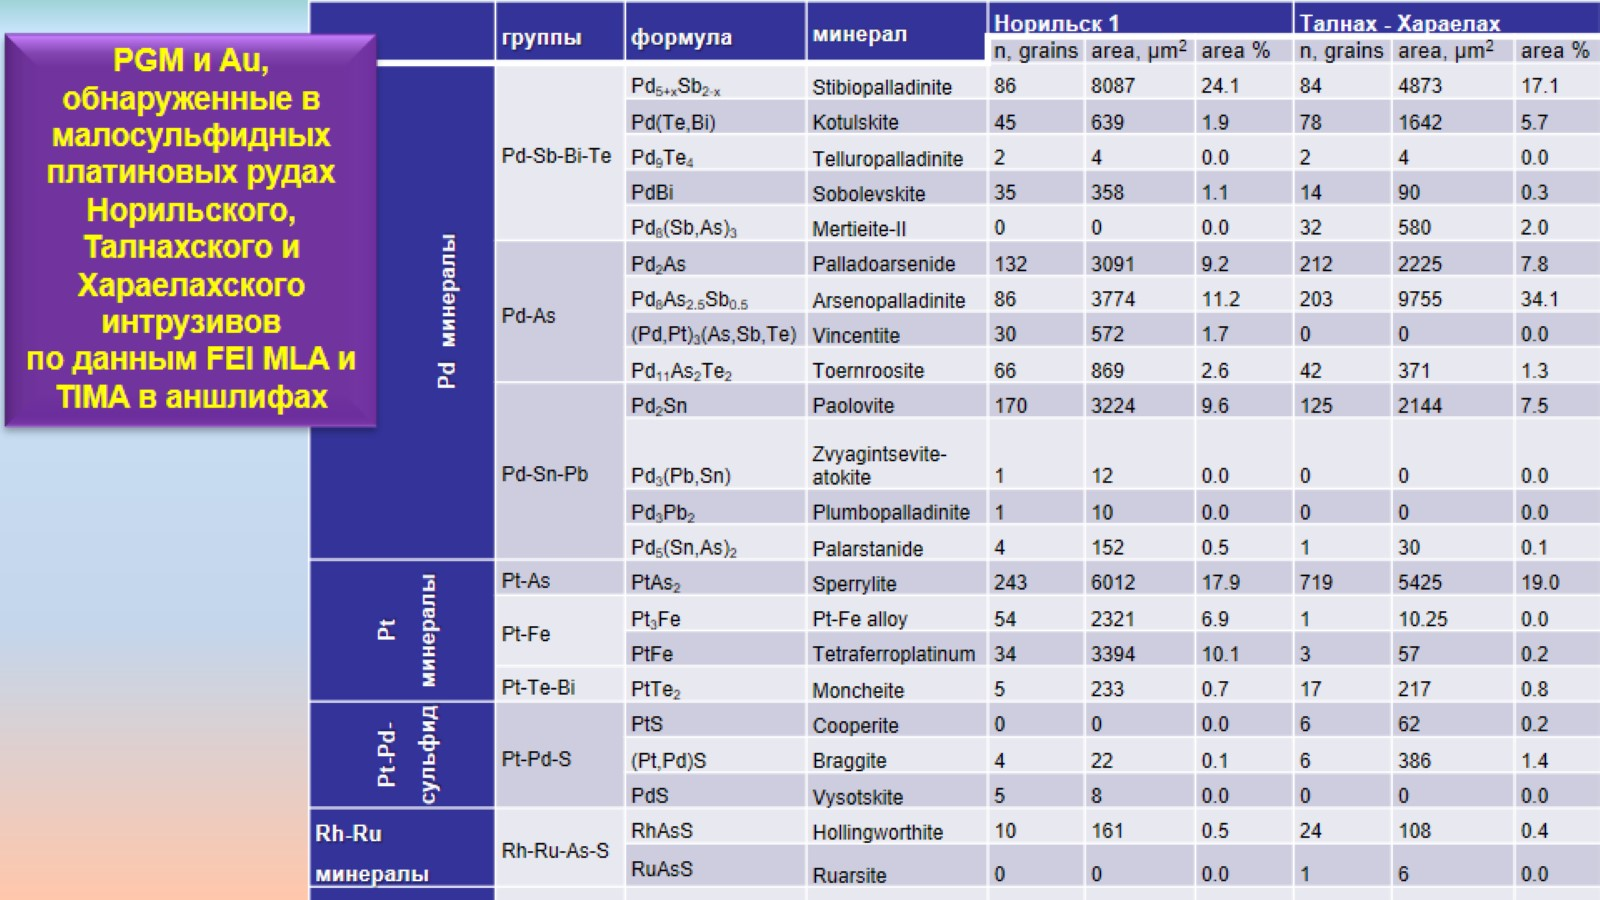 PGM и Au,
обнаруженные в
малосульфидных
платиновых рудах
Норильского,
Талнахского и
Хараелахского
интрузивов
по данным FEI MLA и
TIMA в аншлифах
группы формула минерал Норильск 1 Талнах - Хараелах
n, grains area, µm² area % n, grains area, µm² area %
Pd минералы
Pd-Sb-Bi-Te
Pd₅₊ₓSb₂₋ₓ Stibiopalladinite 86 8087 24.1 84 4873 17.1
Pd(Te,Bi) Kotulskite 45 639 1.9 78 1642 5.7
Pd₉Te₄ Telluropalladinite 2 4 0.0 2 4 0.0
PdBi Sobolevskite 35 358 1.1 14 90 0.3
Pd₈(Sb,As)₃ Mertieite-II 0 0 0.0 32 580 2.0
Pd-As
Pd₂As Palladoarsenide 132 3091 9.2 212 2225 7.8
Pd₈As₂.₅Sb₀.₅ Arsenopalladinite 86 3774 11.2 203 9755 34.1
(Pd,Pt)₃(As,Sb,Te) Vincentite 30 572 1.7 0 0 0.0
Pd₁₁As₂Te₂ Toernroosite 66 869 2.6 42 371 1.3
Pd-Sn-Pb
Pd₂Sn Paolovite 170 3224 9.6 125 2144 7.5
Zvyagintsevite-
Pd₃(Pb,Sn) atokite 1 12 0.0 0 0 0.0
Pd₃Pb₂ Plumbopalladinite 1 10 0.0 0 0 0.0
Pd₅(Sn,As)₂ Palarstanide 4 152 0.5 1 30 0.1
Pt
минералы
Pt-As PtAs₂ Sperrylite 243 6012 17.9 719 5425 19.0
Pt-Fe
Pt₃Fe Pt-Fe alloy 54 2321 6.9 1 10.25 0.0
PtFe Tetraferroplatinum 34 3394 10.1 3 57 0.2
Pt-Te-Bi PtTe₂ Moncheite 5 233 0.7 17 217 0.8
Pt-Pd-
сульфид
Pt-Pd-S
PtS Cooperite 0 0 0.0 6 62 0.2
(Pt,Pd)S Braggite 4 22 0.1 6 386 1.4
PdS Vysotskite 5 8 0.0 0 0 0.0
Rh-Ru
минералы
Rh-Ru-As-S
RhAsS Hollingworthite 10 161 0.5 24 108 0.4
RuAsS Ruarsite 0 0 0.0 1 6 0.0